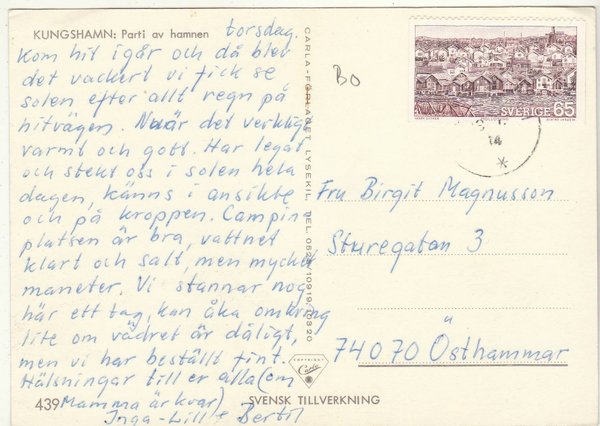 KUNGSHAMN: Parti av hamnen
torsdag.
Kom hit igår och då blev
det vackert vi fick se
solen efter allt regn på
hitvägen. Nu är det verkligt
varmt och gott. Har legat
och stekt oss i solen hela
dagen, känns i ansikte
och på kroppen. Camping
platsen är bra, vattnet
klart och salt, men mycket
maneter. Vi stannar nog
här ett tag, kan åka omkring
lite om vädret är dåligt,
men vi har beställt fint.
Hälsningar till er alla (om
Mamma är kvar)
Inga-Lill & Bertil
439
SVENSK TILLVERKNING
CARLA-FÖRLAGET, LYSEKIL, TEL.
COPYRIGHT
Carla
BO
SVERIGE 65
14
Fru Birgit Magnusson
Sturegatan 3
74070 Östhammar